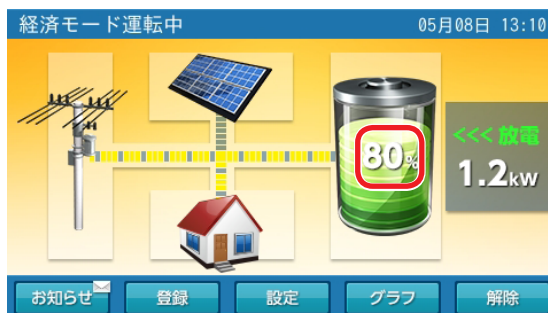 経済モード運転中
05月08日 13:10
<<< 放電
80%
1.2kw
お知らせ
登録
設定
グラフ
解除